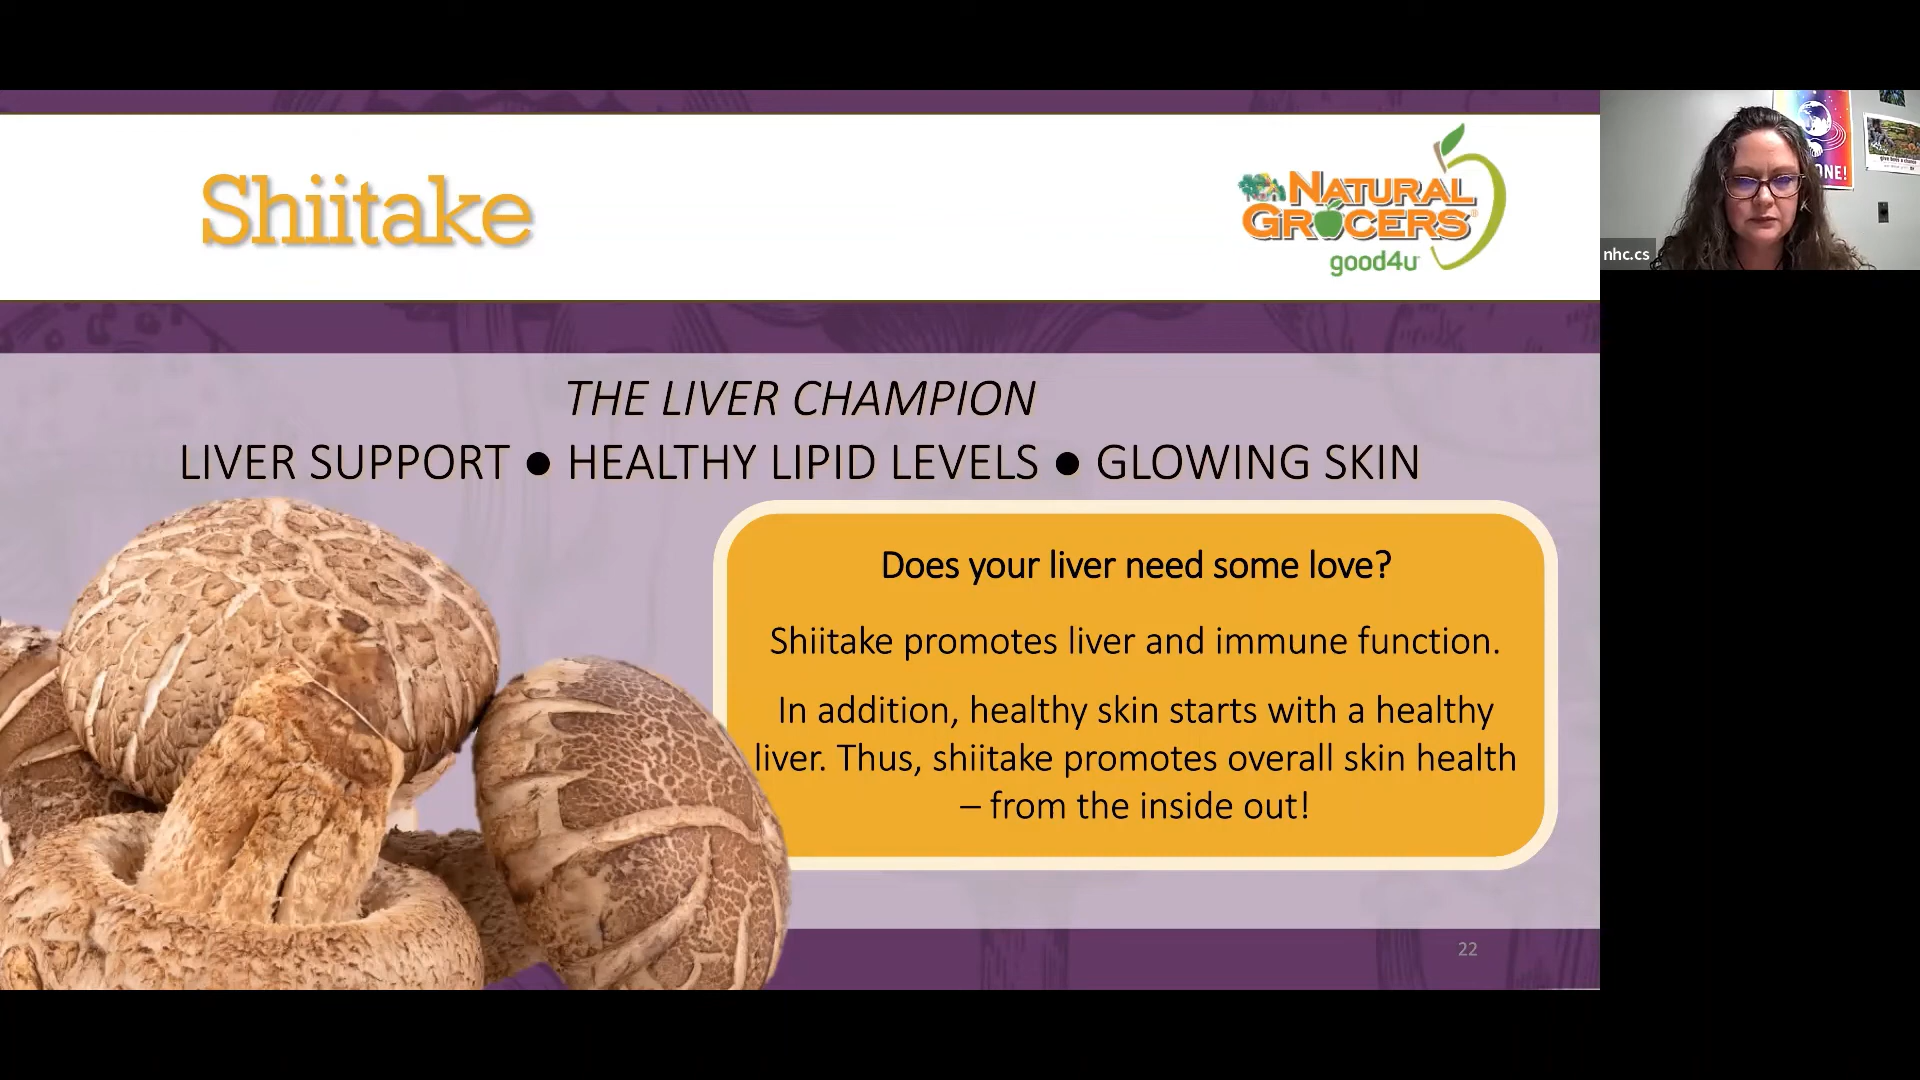 Shiitake
NATURAL
GROCERS®
good4u
nhc.cs
ONE!
THE LIVER CHAMPION
LIVER SUPPORT ● HEALTHY LIPID LEVELS ● GLOWING SKIN
Does your liver need some love?
Shiitake promotes liver and immune function.
In addition, healthy skin starts with a healthy
liver. Thus, shiitake promotes overall skin health
– from the inside out!
22